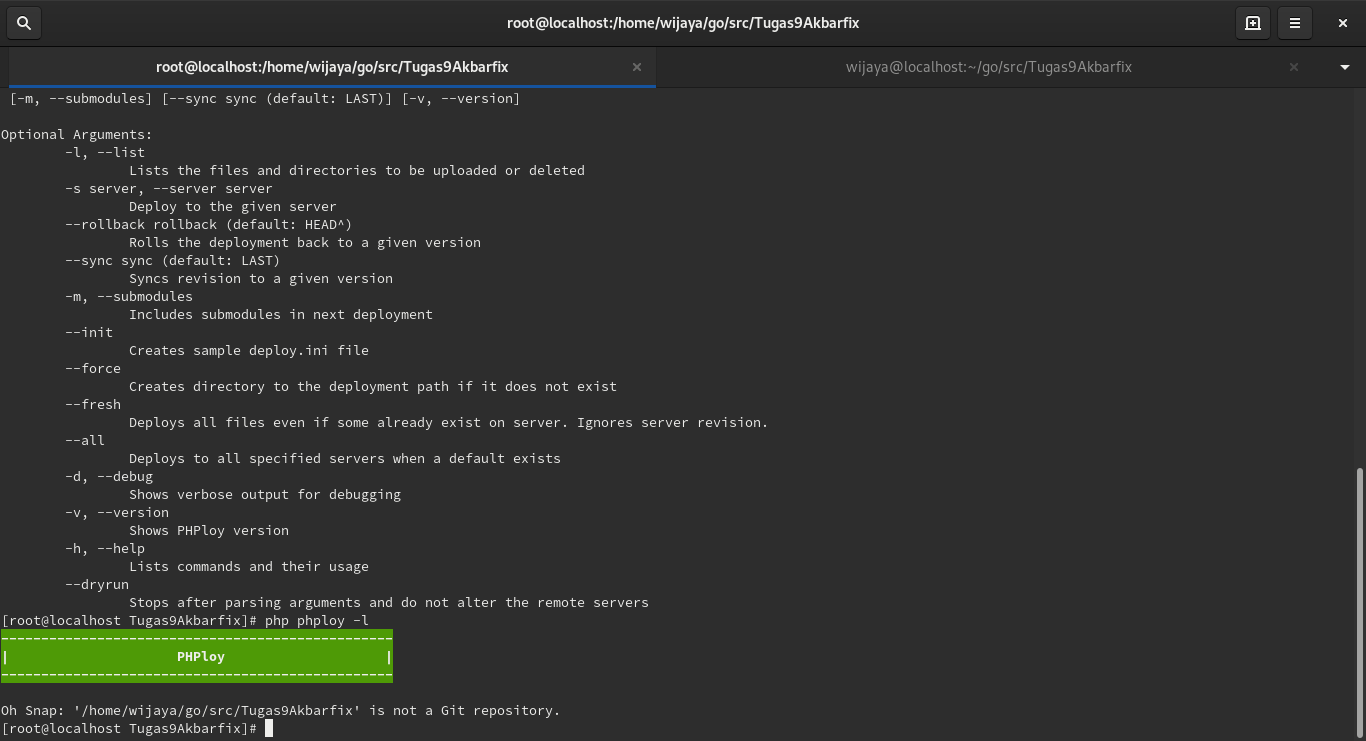 root@localhost:/home/wijaya/go/src/Tugas9Akbarfix
root@localhost:/home/wijaya/go/src/Tugas9Akbarfix
wijaya@localhost:~/go/src/Tugas9Akbarfix
[-m, --submodules] [--sync sync (default: LAST)] [-v, --version]
Optional Arguments:
-l, --list
Lists the files and directories to be uploaded or deleted
-s server, --server server
Deploy to the given server
--rollback rollback (default: HEAD^)
Rolls the deployment back to a given version
--sync sync (default: LAST)
Syncs revision to a given version
-m, --submodules
Includes submodules in next deployment
--init
Creates sample deploy.ini file
--force
Creates directory to the deployment path if it does not exist
--fresh
Deploys all files even if some already exist on server. Ignores server revision.
--all
Deploys to all specified servers when a default exists
-d, --debug
Shows verbose output for debugging
-v, --version
Shows PHPloy version
-h, --help
Lists commands and their usage
--dryrun
Stops after parsing arguments and do not alter the remote servers
[root@localhost Tugas9Akbarfix]# php phploy -l
-------------------------------------------------
|                     PHPloy                    |
-------------------------------------------------
Oh Snap: '/home/wijaya/go/src/Tugas9Akbarfix' is not a Git repository.
[root@localhost Tugas9Akbarfix]#